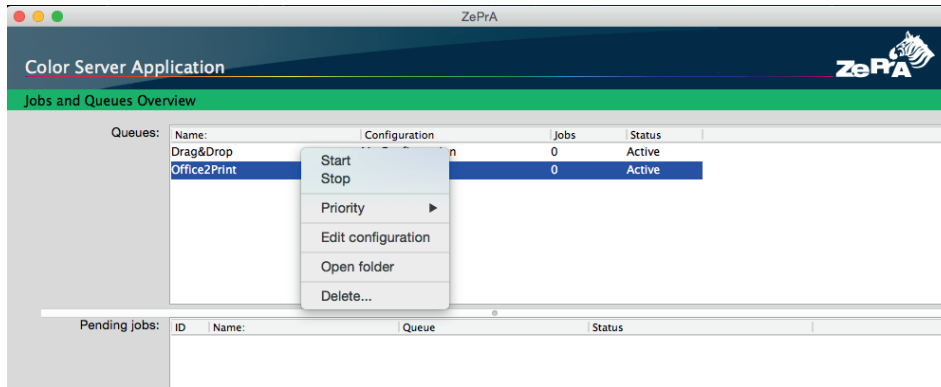 ZePrA
Color Server Application
ZePrA
Jobs and Queues Overview
Queues:
Name: Configuration Jobs Status
Drag&Drop 0 Active
Office2Print 0 Active
Start
Stop
Priority
Edit configuration
Open folder
Delete...
Pending jobs:
ID Name: Queue Status